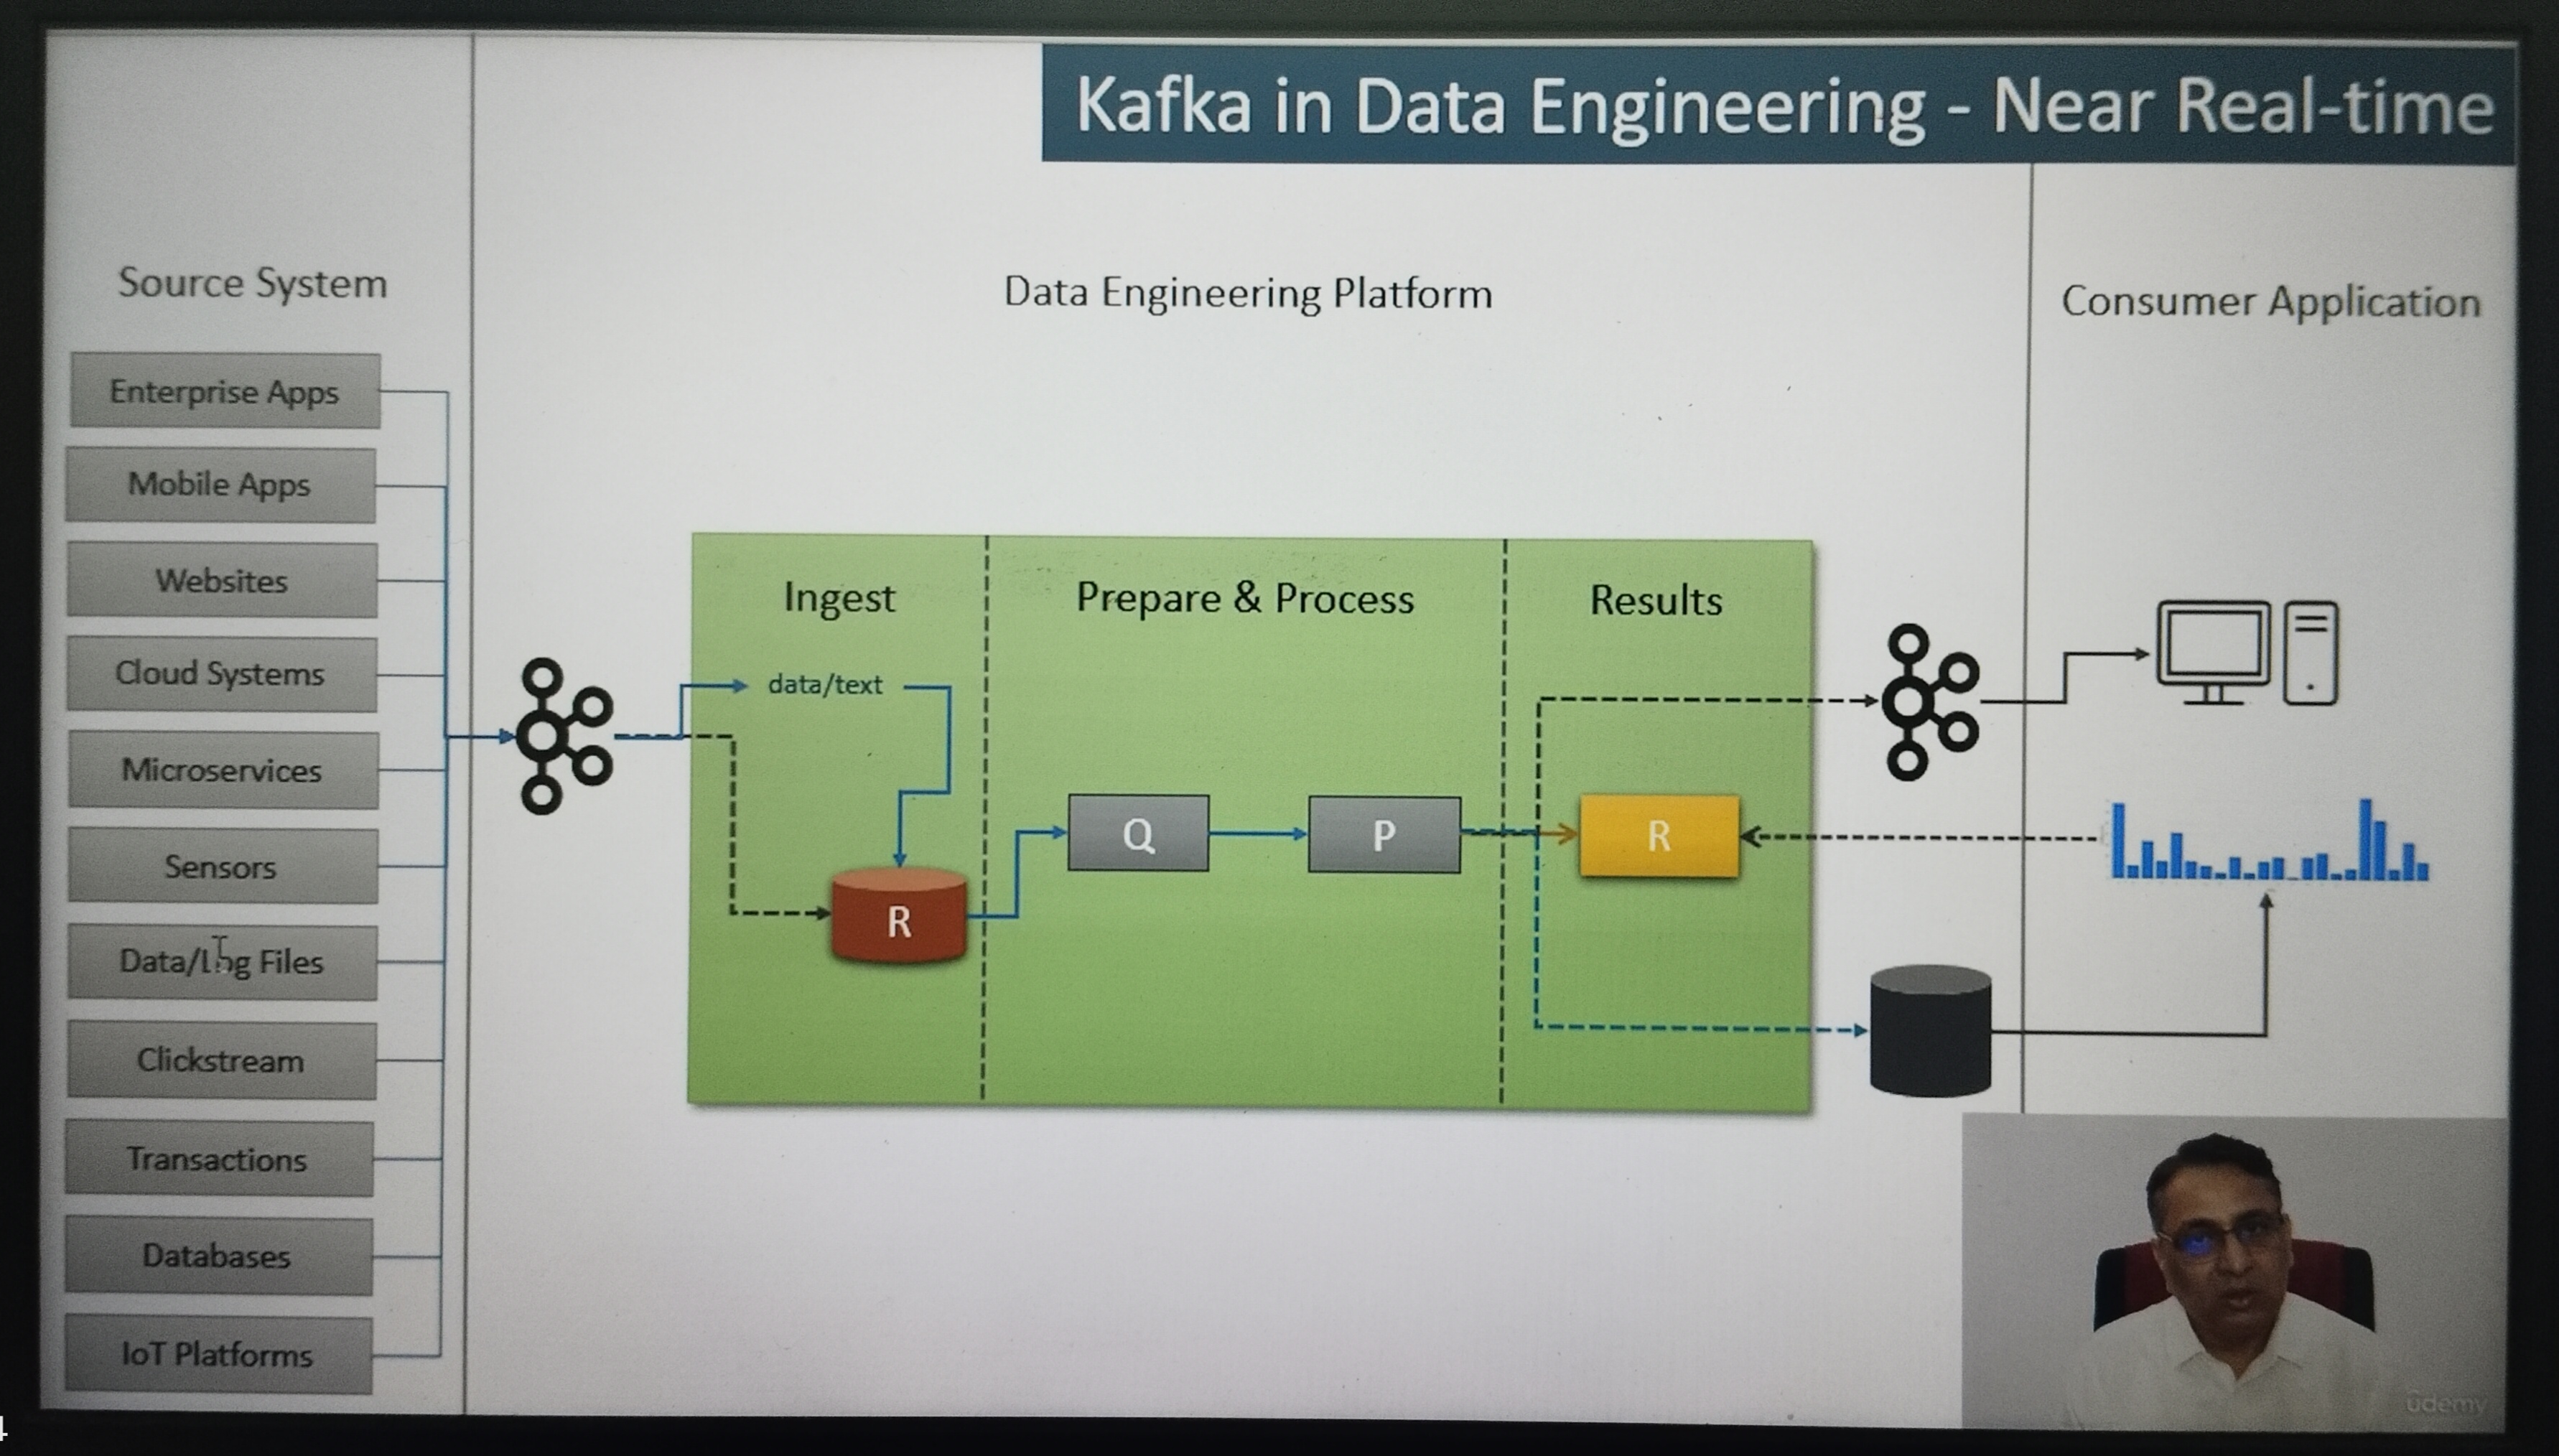 Kafka in Data Engineering - Near Real-time
Source System
Data Engineering Platform
Consumer Application
Enterprise Apps
Mobile Apps
Websites
Cloud Systems
Microservices
Sensors
Data/Log Files
Clickstream
Transactions
Databases
IoT Platforms
Ingest
Prepare & Process
Results
data/text
R
Q
P
R
udemy
4